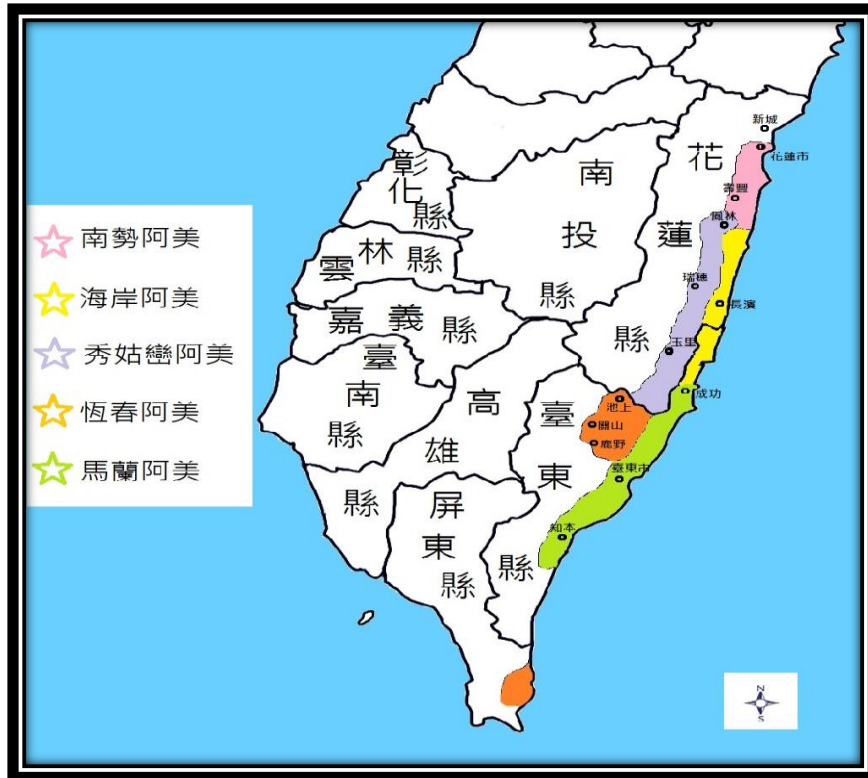 南勢阿美
海岸阿美
秀姑巒阿美
恆春阿美
馬蘭阿美
彰化縣
雲林縣
嘉義縣
臺南縣
高雄縣
屏東縣
南投縣
花蓮縣
臺東縣
新城
花蓮市
壽豐
鳳林
瑞穗
長濱
玉里
成功
池上
關山
鹿野
臺東市
知本
N
S